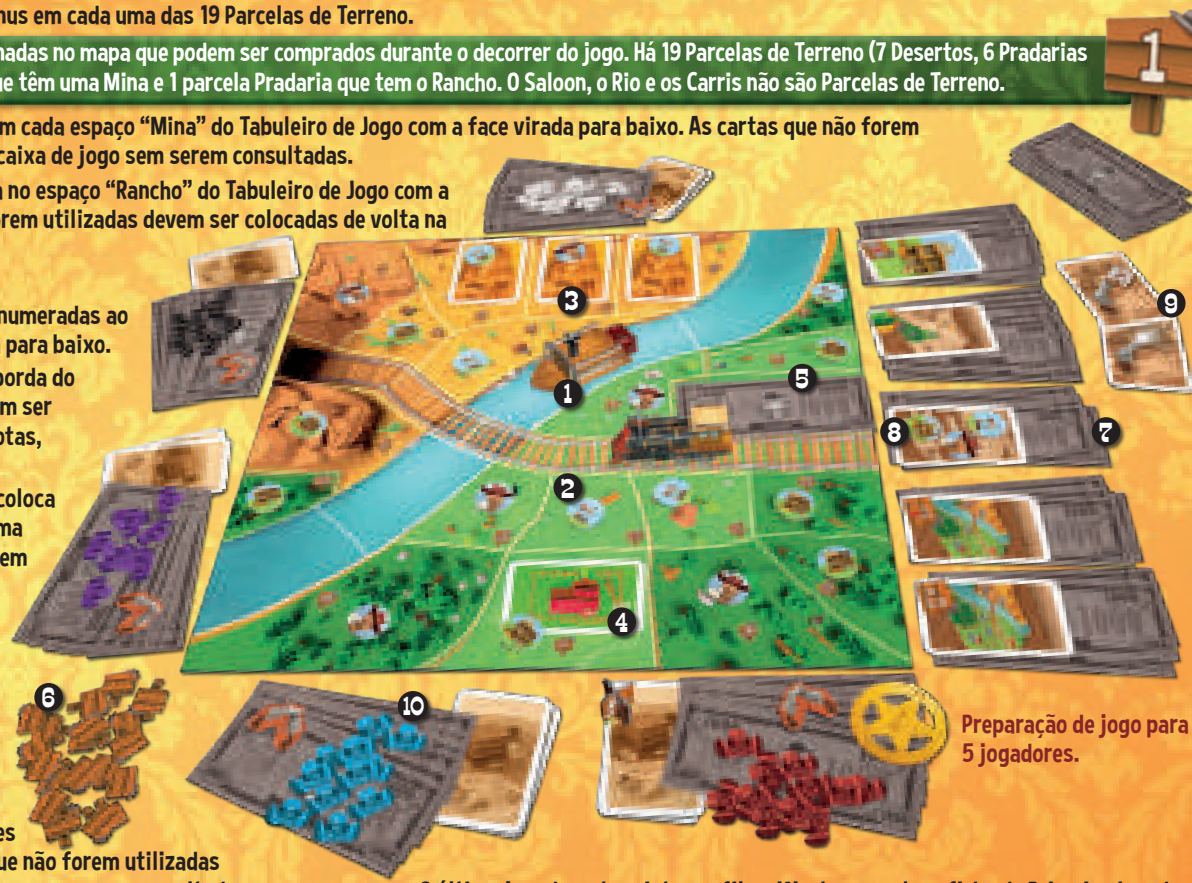 nus em cada uma das 19 Parcelas de Terreno.
nadas no mapa que podem ser comprados durante o decorrer do jogo. Há 19 Parcelas de Terreno (7 Desertos, 6 Pradarias
ue têm uma Mina e 1 parcela Pradaria que tem o Rancho. O Saloon, o Rio e os Carris não são Parcelas de Terreno.
1
m cada espaço “Mina” do Tabuleiro de Jogo com a face virada para baixo. As cartas que não forem
caixa de jogo sem serem consultadas.
a no espaço “Rancho” do Tabuleiro de Jogo com a
orem utilizadas devem ser colocadas de volta na
numeradas ao
a para baixo.
borda do
m ser
otas,
coloca
ma
em
3
1
5
9
8
7
2
4
6
10
Preparação de jogo para
5 jogadores.
es
ue não forem utilizadas